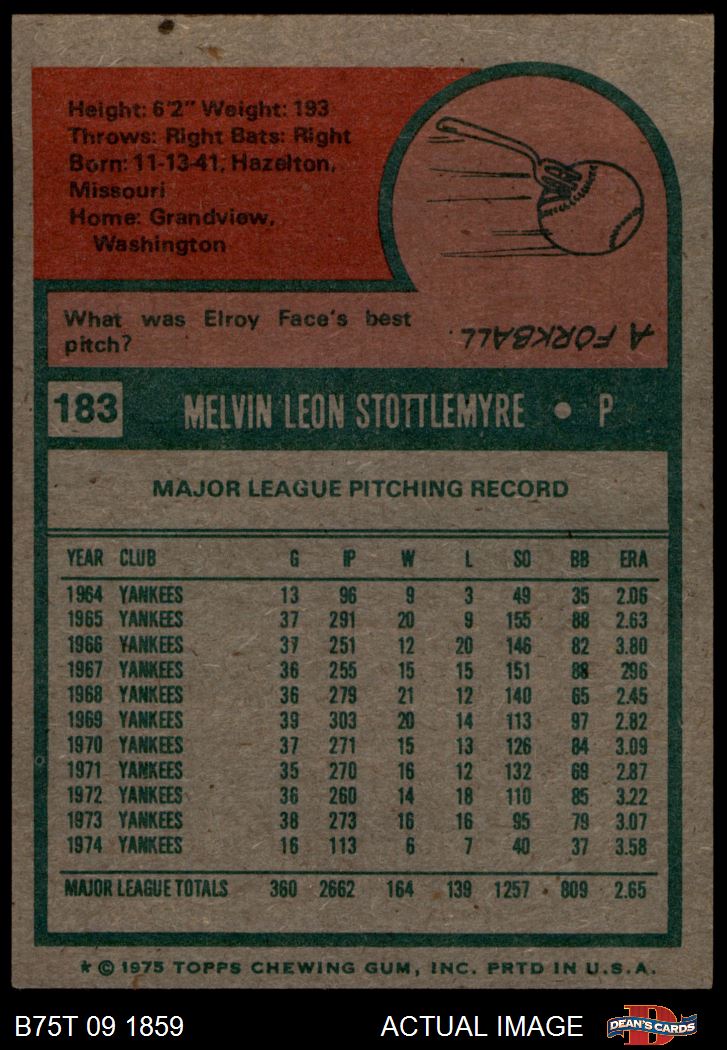 Height: 6'2" Weight: 193
Throws: Right Bats: Right
Born: 11-13-41, Hazelton,
Missouri
Home: Grandview,
Washington
What was Elroy Face's best
pitch?
A FORKBALL.
183 MELVIN LEON STOTTLEMYRE • P
MAJOR LEAGUE PITCHING RECORD
YEAR CLUB G IP W L SO BB ERA
1964 YANKEES 13 96 9 3 49 35 2.06
1965 YANKEES 37 291 20 9 155 88 2.63
1966 YANKEES 37 251 12 20 146 82 3.80
1967 YANKEES 36 255 15 15 151 88 296
1968 YANKEES 36 279 21 12 140 65 2.45
1969 YANKEES 39 303 20 14 113 97 2.82
1970 YANKEES 37 271 15 13 126 84 3.09
1971 YANKEES 35 270 16 12 132 69 2.87
1972 YANKEES 36 260 14 18 110 85 3.22
1973 YANKEES 38 273 16 16 95 79 3.07
1974 YANKEES 16 113 6 7 40 37 3.58
MAJOR LEAGUE TOTALS 360 2662 164 139 1257 809 2.65
* © 1975 TOPPS CHEWING GUM, INC. PRTD IN U.S.A.
B75T 09 1859 ACTUAL IMAGE D DEAN'S CARDS